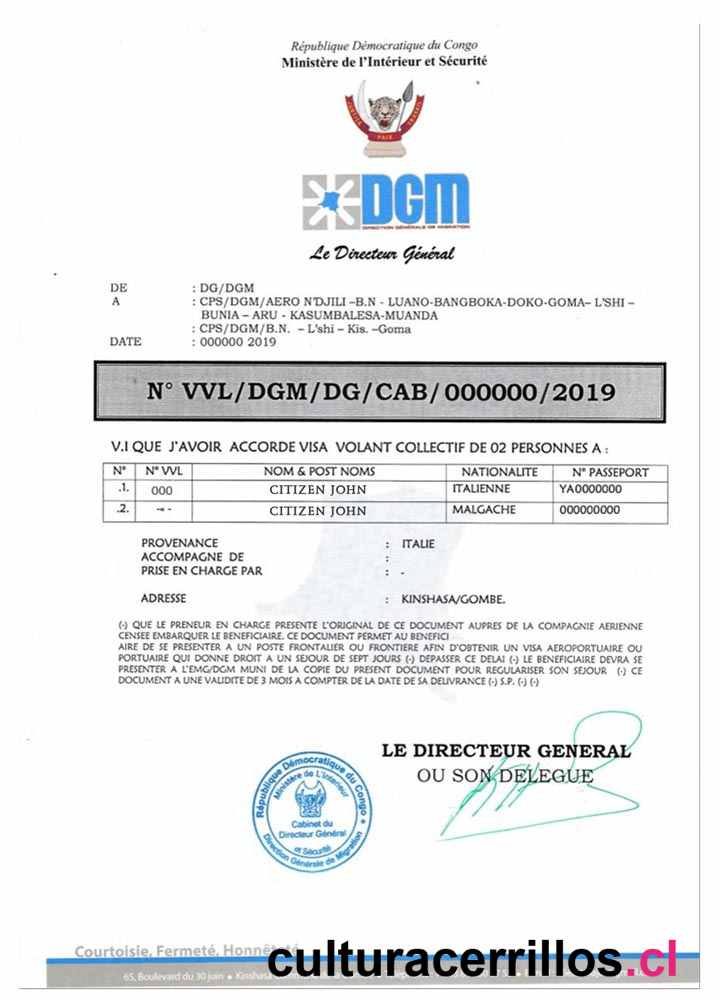 République Démocratique du Congo
Ministère de l'Intérieur et Sécurité
JUSTICE PAIX TRAVAIL
DGM
DIRECTION GÉNÉRALE DE MIGRATION
Le Directeur Général
DE : DG/DGM
A : CPS/DGM/AERO N'DJILI –B.N - LUANO-BANGBOKA-DOKO-GOMA– L'SHI –
BUNIA – ARU - KASUMBALESA-MUANDA
: CPS/DGM/B.N. – L'shi – Kis. –Goma
DATE : 000000 2019
N° VVL/DGM/DG/CAB/000000/2019
V.I QUE J'AVOIR ACCORDE VISA VOLANT COLLECTIF DE 02 PERSONNES A :
N° N° VVL NOM & POST NOMS NATIONALITE N° PASSEPORT
.1. 000 CITIZEN JOHN ITALIENNE YA0000000
.2. -«- CITIZEN JOHN MALGACHE 000000000
PROVENANCE : ITALIE
ACCOMPAGNE DE :
PRISE EN CHARGE PAR : -
ADRESSE : KINSHASA/GOMBE.
(-) QUE LE PRENEUR EN CHARGE PRESENTE L'ORIGINAL DE CE DOCUMENT AUPRES DE LA COMPAGNIE AERIENNE
CENSEE EMBARQUER LE BENEFICIAIRE. CE DOCUMENT PERMET AU BENEFICI
AIRE DE SE PRESENTER A UN POSTE FRONTALIER OU FRONTIERE AFIN D'OBTENIR UN VISA AEROPORTUAIRE OU
PORTUAIRE QUI DONNE DROIT A UN SEJOUR DE SEPT JOURS (-) DEPASSER CE DELAI (-) LE BENEFICIAIRE DEVRA SE
PRESENTER A L'EMG/DGM MUNI DE LA COPIE DU PRESENT DOCUMENT POUR REGULARISER SON SEJOUR (-) CE
DOCUMENT A UNE VALIDITE DE 3 MOIS A COMPTER DE LA DATE DE SA DELIVRANCE (-) S.P. (-) (-)
LE DIRECTEUR GENERAL
OU SON DELEGUE
République Démocratique du Congo
Ministère de L'Intérieur
Cabinet du
Directeur Général
et Sécurité
Direction Générale de Migration
Courtoisie, Fermeté, Honnêteté
65, Boulevard du 30 juin • Kinshasa
culturacerrillos.cl